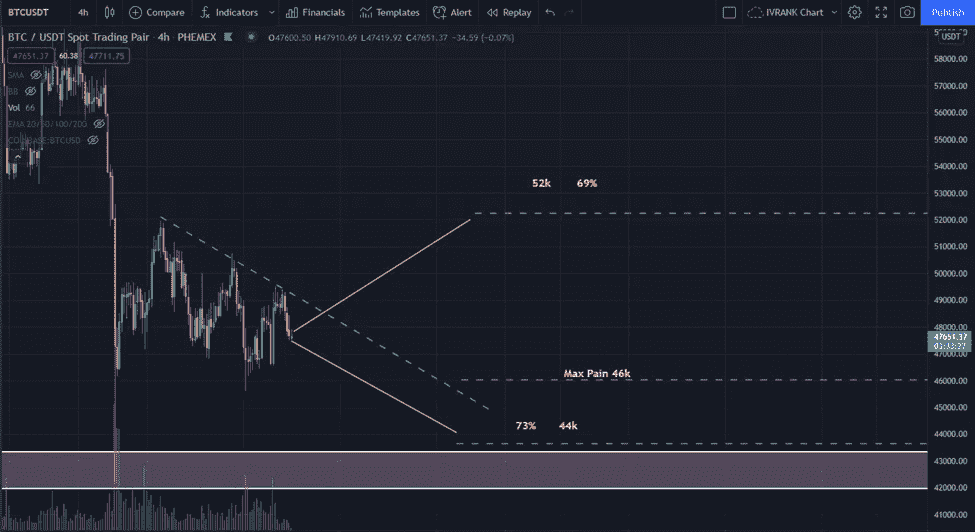 BTCUSDT 4h Compare Indicators Financials Templates Alert Replay IVRANK Chart Publish
BTC / USDT Spot Trading Pair · 4h · PHEMEX O47600.50 H47910.69 L47419.92 C47651.37 −34.59 (−0.07%)
USDT
47651.37 60.38 47711.75
SMA
BB
Vol 66
EMA 20/50/100/200
COINBASE:BTCUSD
58000.00
57000.00
56000.00
55000.00
54000.00
53000.00
52000.00
51000.00
50000.00
49000.00
48000.00
47651.37
47000.00
46000.00
45000.00
44000.00
43000.00
42000.00
41000.00
52k 69%
Max Pain 46k
73% 44k